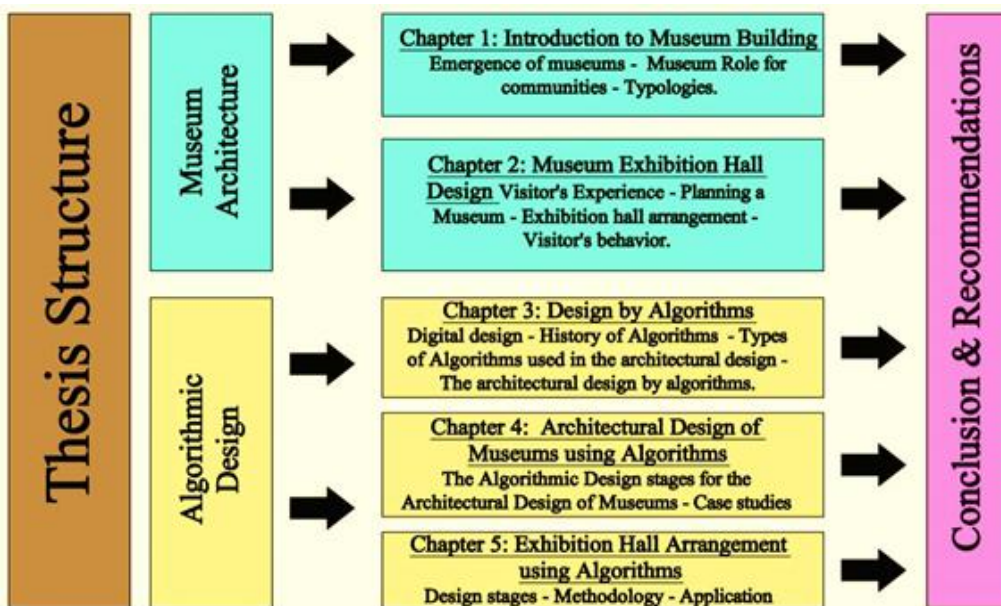 Thesis Structure
Museum
Architecture
Chapter 1: Introduction to Museum Building
Emergence of museums - Museum Role for
communities - Typologies.
Chapter 2: Museum Exhibition Hall
Design Visitor's Experience - Planning a
Museum - Exhibition hall arrangement -
Visitor's behavior.
Algorithmic
Design
Chapter 3: Design by Algorithms
Digital design - History of Algorithms - Types
of Algorithms used in the architectural design -
The architectural design by algorithms.
Chapter 4: Architectural Design of
Museums using Algorithms
The Algorithmic Design stages for the
Architectural Design of Museums - Case studies
Chapter 5: Exhibition Hall Arrangement
using Algorithms
Design stages - Methodology - Application
Conclusion & Recommendations